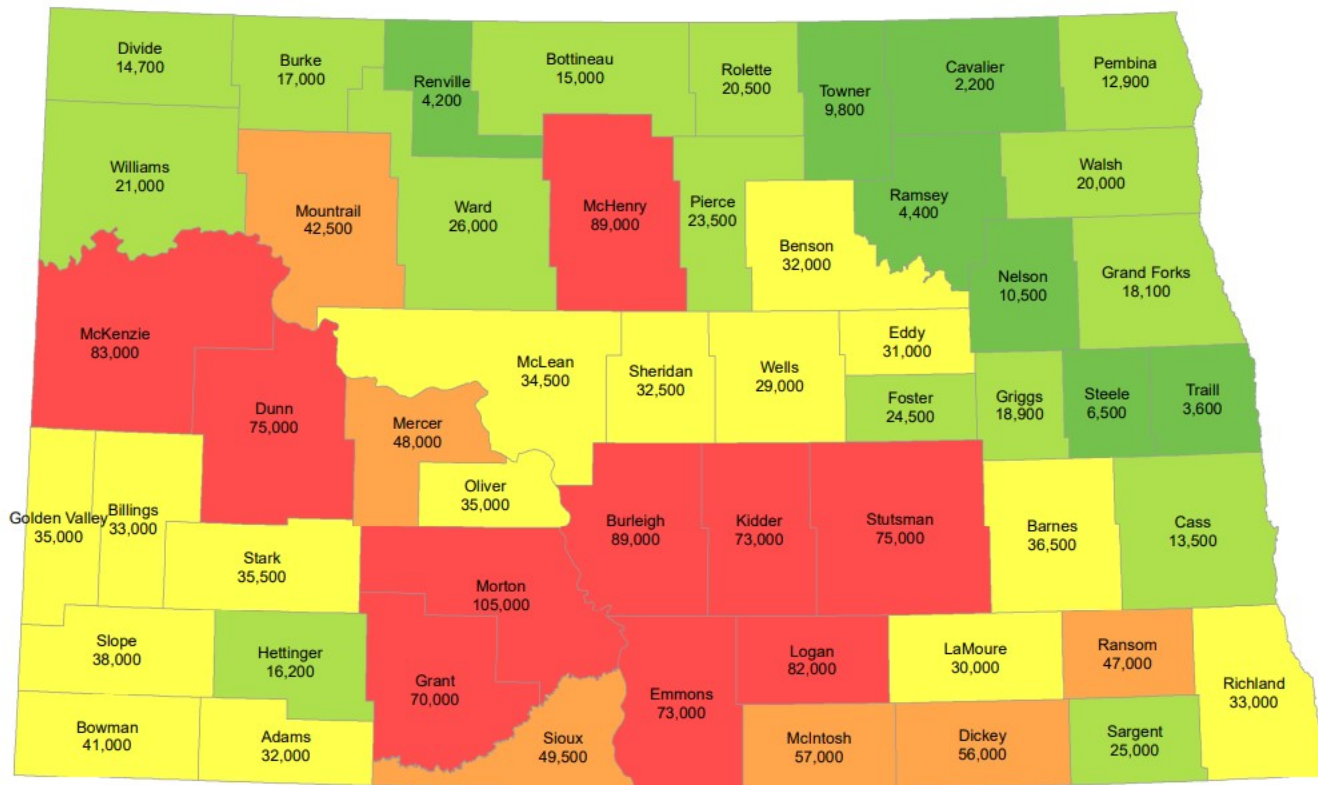 Divide
14,700
Burke
17,000
Renville
4,200
Bottineau
15,000
Rolette
20,500
Towner
9,800
Cavalier
2,200
Pembina
12,900
Williams
21,000
Mountrail
42,500
Ward
26,000
McHenry
89,000
Pierce
23,500
Benson
32,000
Ramsey
4,400
Walsh
20,000
Nelson
10,500
Grand Forks
18,100
McKenzie
83,000
Dunn
75,000
McLean
34,500
Mercer
48,000
Sheridan
32,500
Wells
29,000
Eddy
31,000
Foster
24,500
Griggs
18,900
Steele
6,500
Traill
3,600
Golden Valley
35,000
Billings
33,000
Stark
35,500
Oliver
35,000
Morton
105,000
Burleigh
89,000
Kidder
73,000
Stutsman
75,000
Barnes
36,500
Cass
13,500
Slope
38,000
Hettinger
16,200
Grant
70,000
Emmons
73,000
Logan
82,000
LaMoure
30,000
Ransom
47,000
Richland
33,000
Bowman
41,000
Adams
32,000
Sioux
49,500
McIntosh
57,000
Dickey
56,000
Sargent
25,000